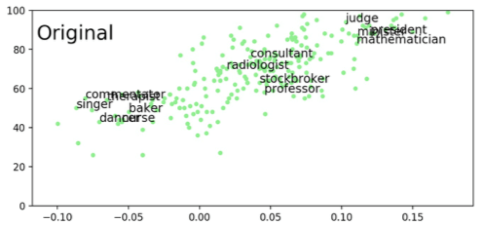 100
Original
judge
president
mathematician
80
consultant
radiologist
stockbroker
60
professor
commentator
therapist
singer
baker
dancer
nurse
40
20
0
−0.10
−0.05
0.00
0.05
0.10
0.15